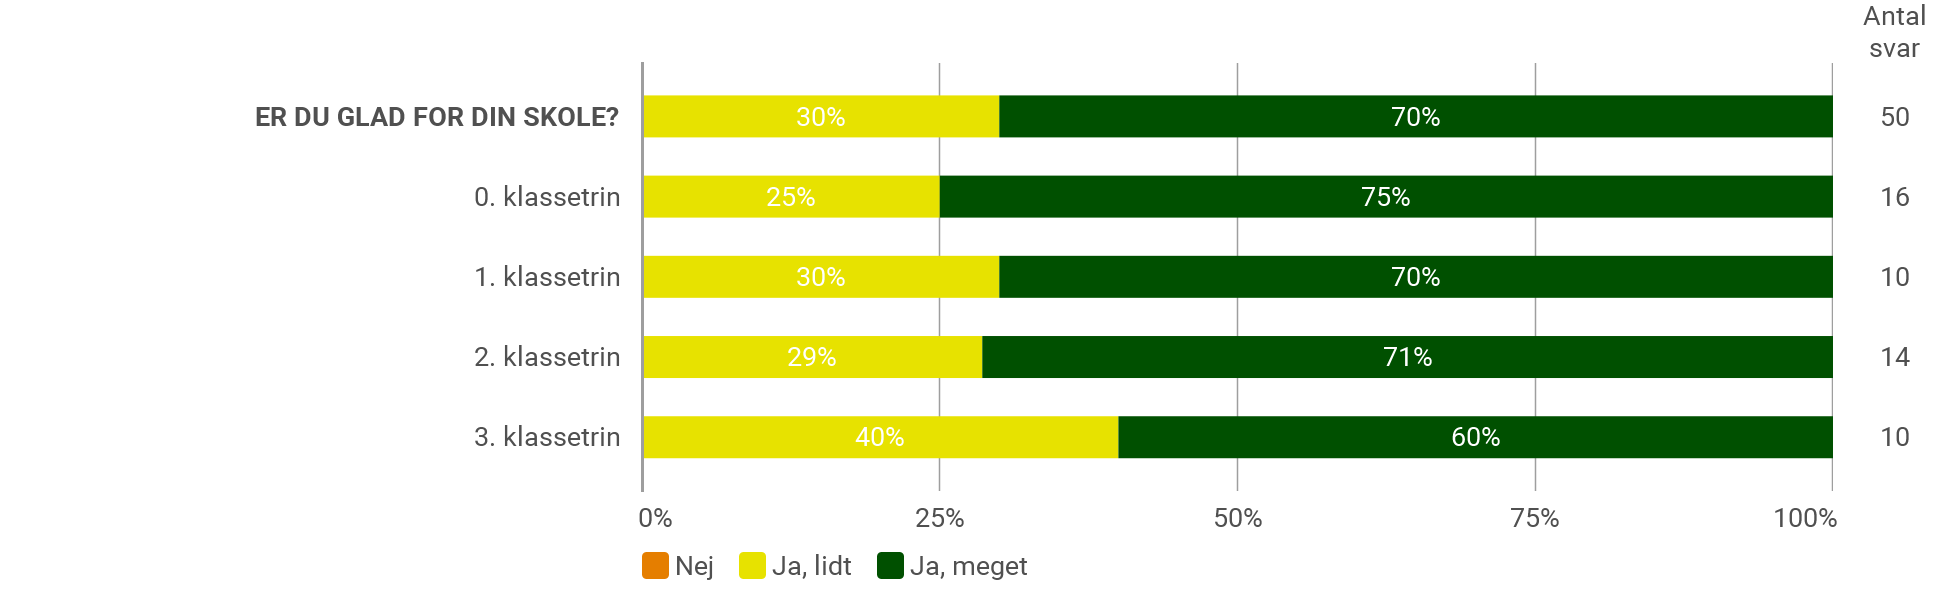 Antal
svar
ER DU GLAD FOR DIN SKOLE? 30% 70% 50
0. klassetrin 25% 75% 16
1. klassetrin 30% 70% 10
2. klassetrin 29% 71% 14
3. klassetrin 40% 60% 10
0% 25% 50% 75% 100%
Nej Ja, lidt Ja, meget